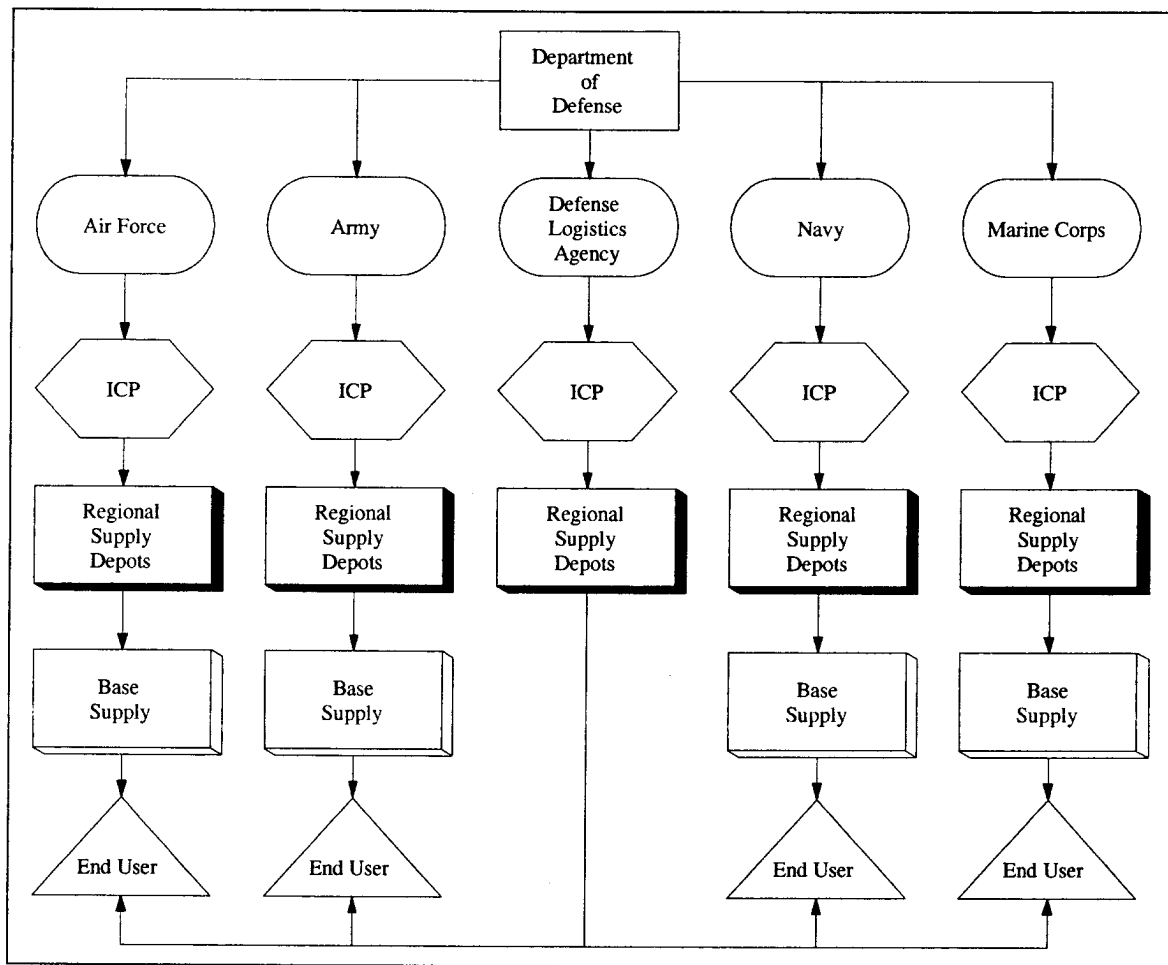 Department
of
Defense
Air Force
Army
Defense
Logistics
Agency
Navy
Marine Corps
ICP
ICP
ICP
ICP
ICP
Regional
Supply
Depots
Regional
Supply
Depots
Regional
Supply
Depots
Regional
Supply
Depots
Regional
Supply
Depots
Base
Supply
Base
Supply
Base
Supply
Base
Supply
End User
End User
End User
End User